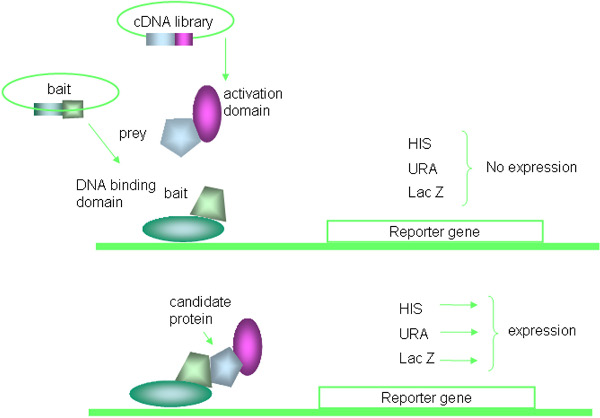 cDNA library
bait
activation
domain
prey
DNA binding
domain
bait
HIS
URA
Lac Z
No expression
Reporter gene
candidate
protein
HIS
URA
Lac Z
expression
Reporter gene